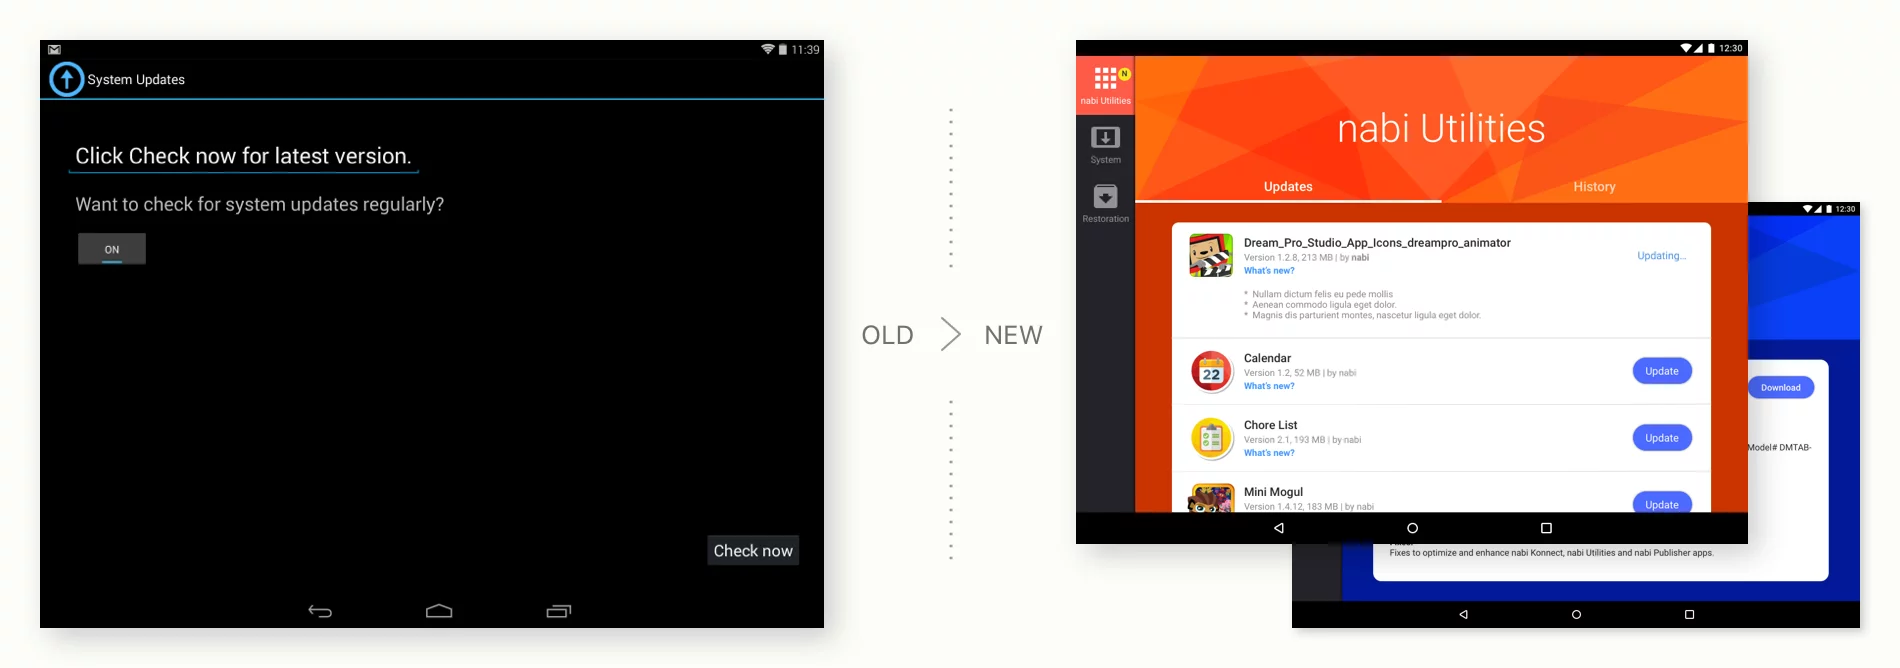 11:39
System Updates
Click Check now for latest version.
Want to check for system updates regularly?
ON
Check now
OLD > NEW
12:30
N
nabi Utilities
System
Restoration
nabi Utilities
Updates
History
Dream_Pro_Studio_App_Icons_dreampro_animator
Version 1.2.8, 213 MB | by nabi
What's new?
Updating...
* Nullam dictum felis eu pede mollis
* Aenean commodo ligula eget dolor.
* Magnis dis parturient montes, nascetur ligula eget dolor.
22
Calendar
Version 1.2, 52 MB | by nabi
What's new?
Update
Chore List
Version 2.1, 193 MB | by nabi
What's new?
Update
Mini Mogul
Version 1.4.12, 183 MB | by nabi
Update
12:30
Download
Model# DMTAB-
Fixes to optimize and enhance nabi Konnect, nabi Utilities and nabi Publisher apps.